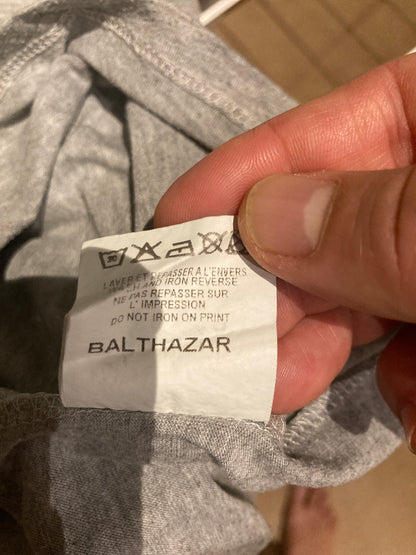 LAVER ET REPASSER A L'ENVERS
WASH AND IRON REVERSE
NE PAS REPASSER SUR
L' IMPRESSION
DO NOT IRON ON PRINT
BALTHAZAR